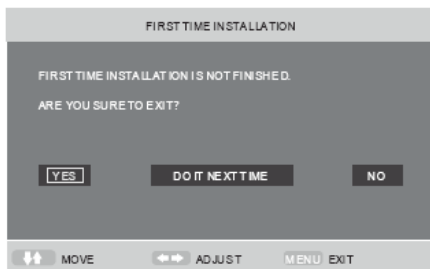 FIRST TIME INSTALLATION
FIRST TIME INSTALLATION IS NOT FINISHED.
ARE YOU SURE TO EXIT?
YES DO IT NEXT TIME NO
MOVE ADJUST MENU EXIT